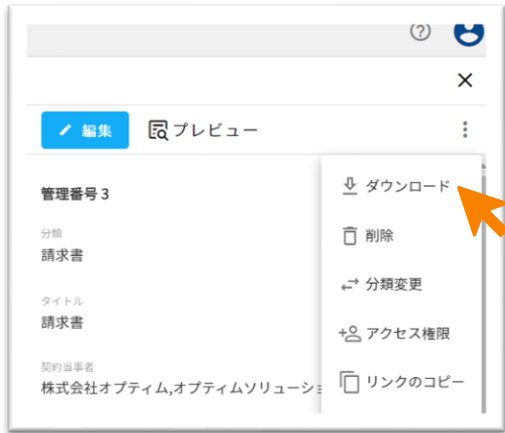 編集
プレビュー
管理番号 3
分類
請求書
タイトル
請求書
契約当事者
株式会社オプティム,オプティムソリューショ
ダウンロード
削除
分類変更
アクセス権限
リンクのコピー